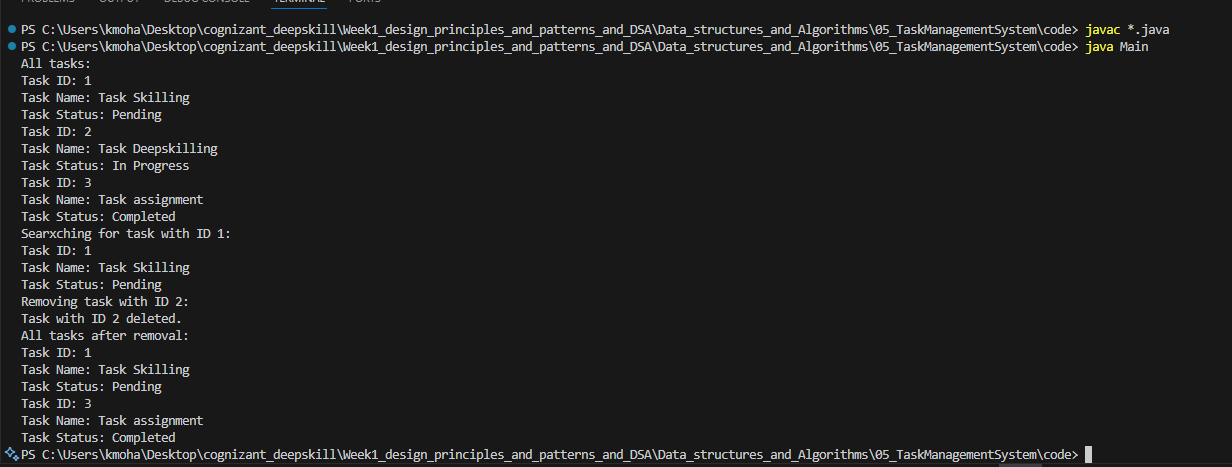 PROBLEMS OUTPUT DEBUG CONSOLE TERMINAL PORTS
PS C:\Users\kmoha\Desktop\cognizant_deepskill\Week1_design_principles_and_patterns_and_DSA\Data_structures_and_Algorithms\05_TaskManagementSystem\code> javac *.java
PS C:\Users\kmoha\Desktop\cognizant_deepskill\Week1_design_principles_and_patterns_and_DSA\Data_structures_and_Algorithms\05_TaskManagementSystem\code> java Main
All tasks:
Task ID: 1
Task Name: Task Skilling
Task Status: Pending
Task ID: 2
Task Name: Task Deepskilling
Task Status: In Progress
Task ID: 3
Task Name: Task assignment
Task Status: Completed
Searxching for task with ID 1:
Task ID: 1
Task Name: Task Skilling
Task Status: Pending
Removing task with ID 2:
Task with ID 2 deleted.
All tasks after removal:
Task ID: 1
Task Name: Task Skilling
Task Status: Pending
Task ID: 3
Task Name: Task assignment
Task Status: Completed
PS C:\Users\kmoha\Desktop\cognizant_deepskill\Week1_design_principles_and_patterns_and_DSA\Data_structures_and_Algorithms\05_TaskManagementSystem\code>